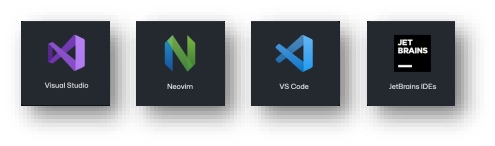 JET
BRAINS
Visual Studio
Neovim
VS Code
JetBrains IDEs